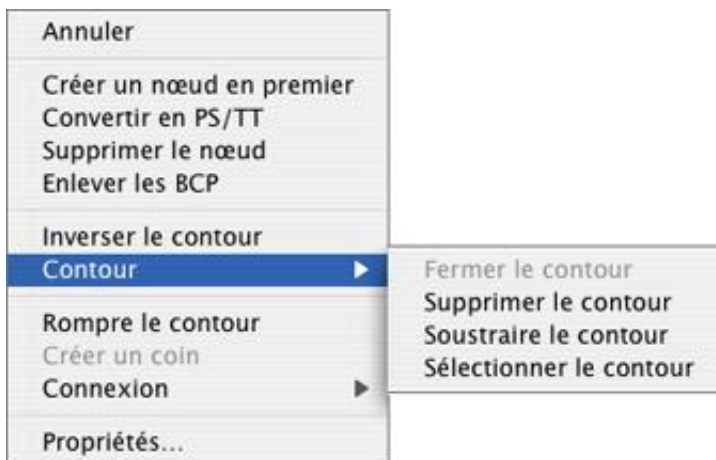 Annuler
Créer un nœud en premier
Convertir en PS/TT
Supprimer le nœud
Enlever les BCP
Inverser le contour
Contour
Fermer le contour
Supprimer le contour
Soustraire le contour
Sélectionner le contour
Rompre le contour
Créer un coin
Connexion
Propriétés...